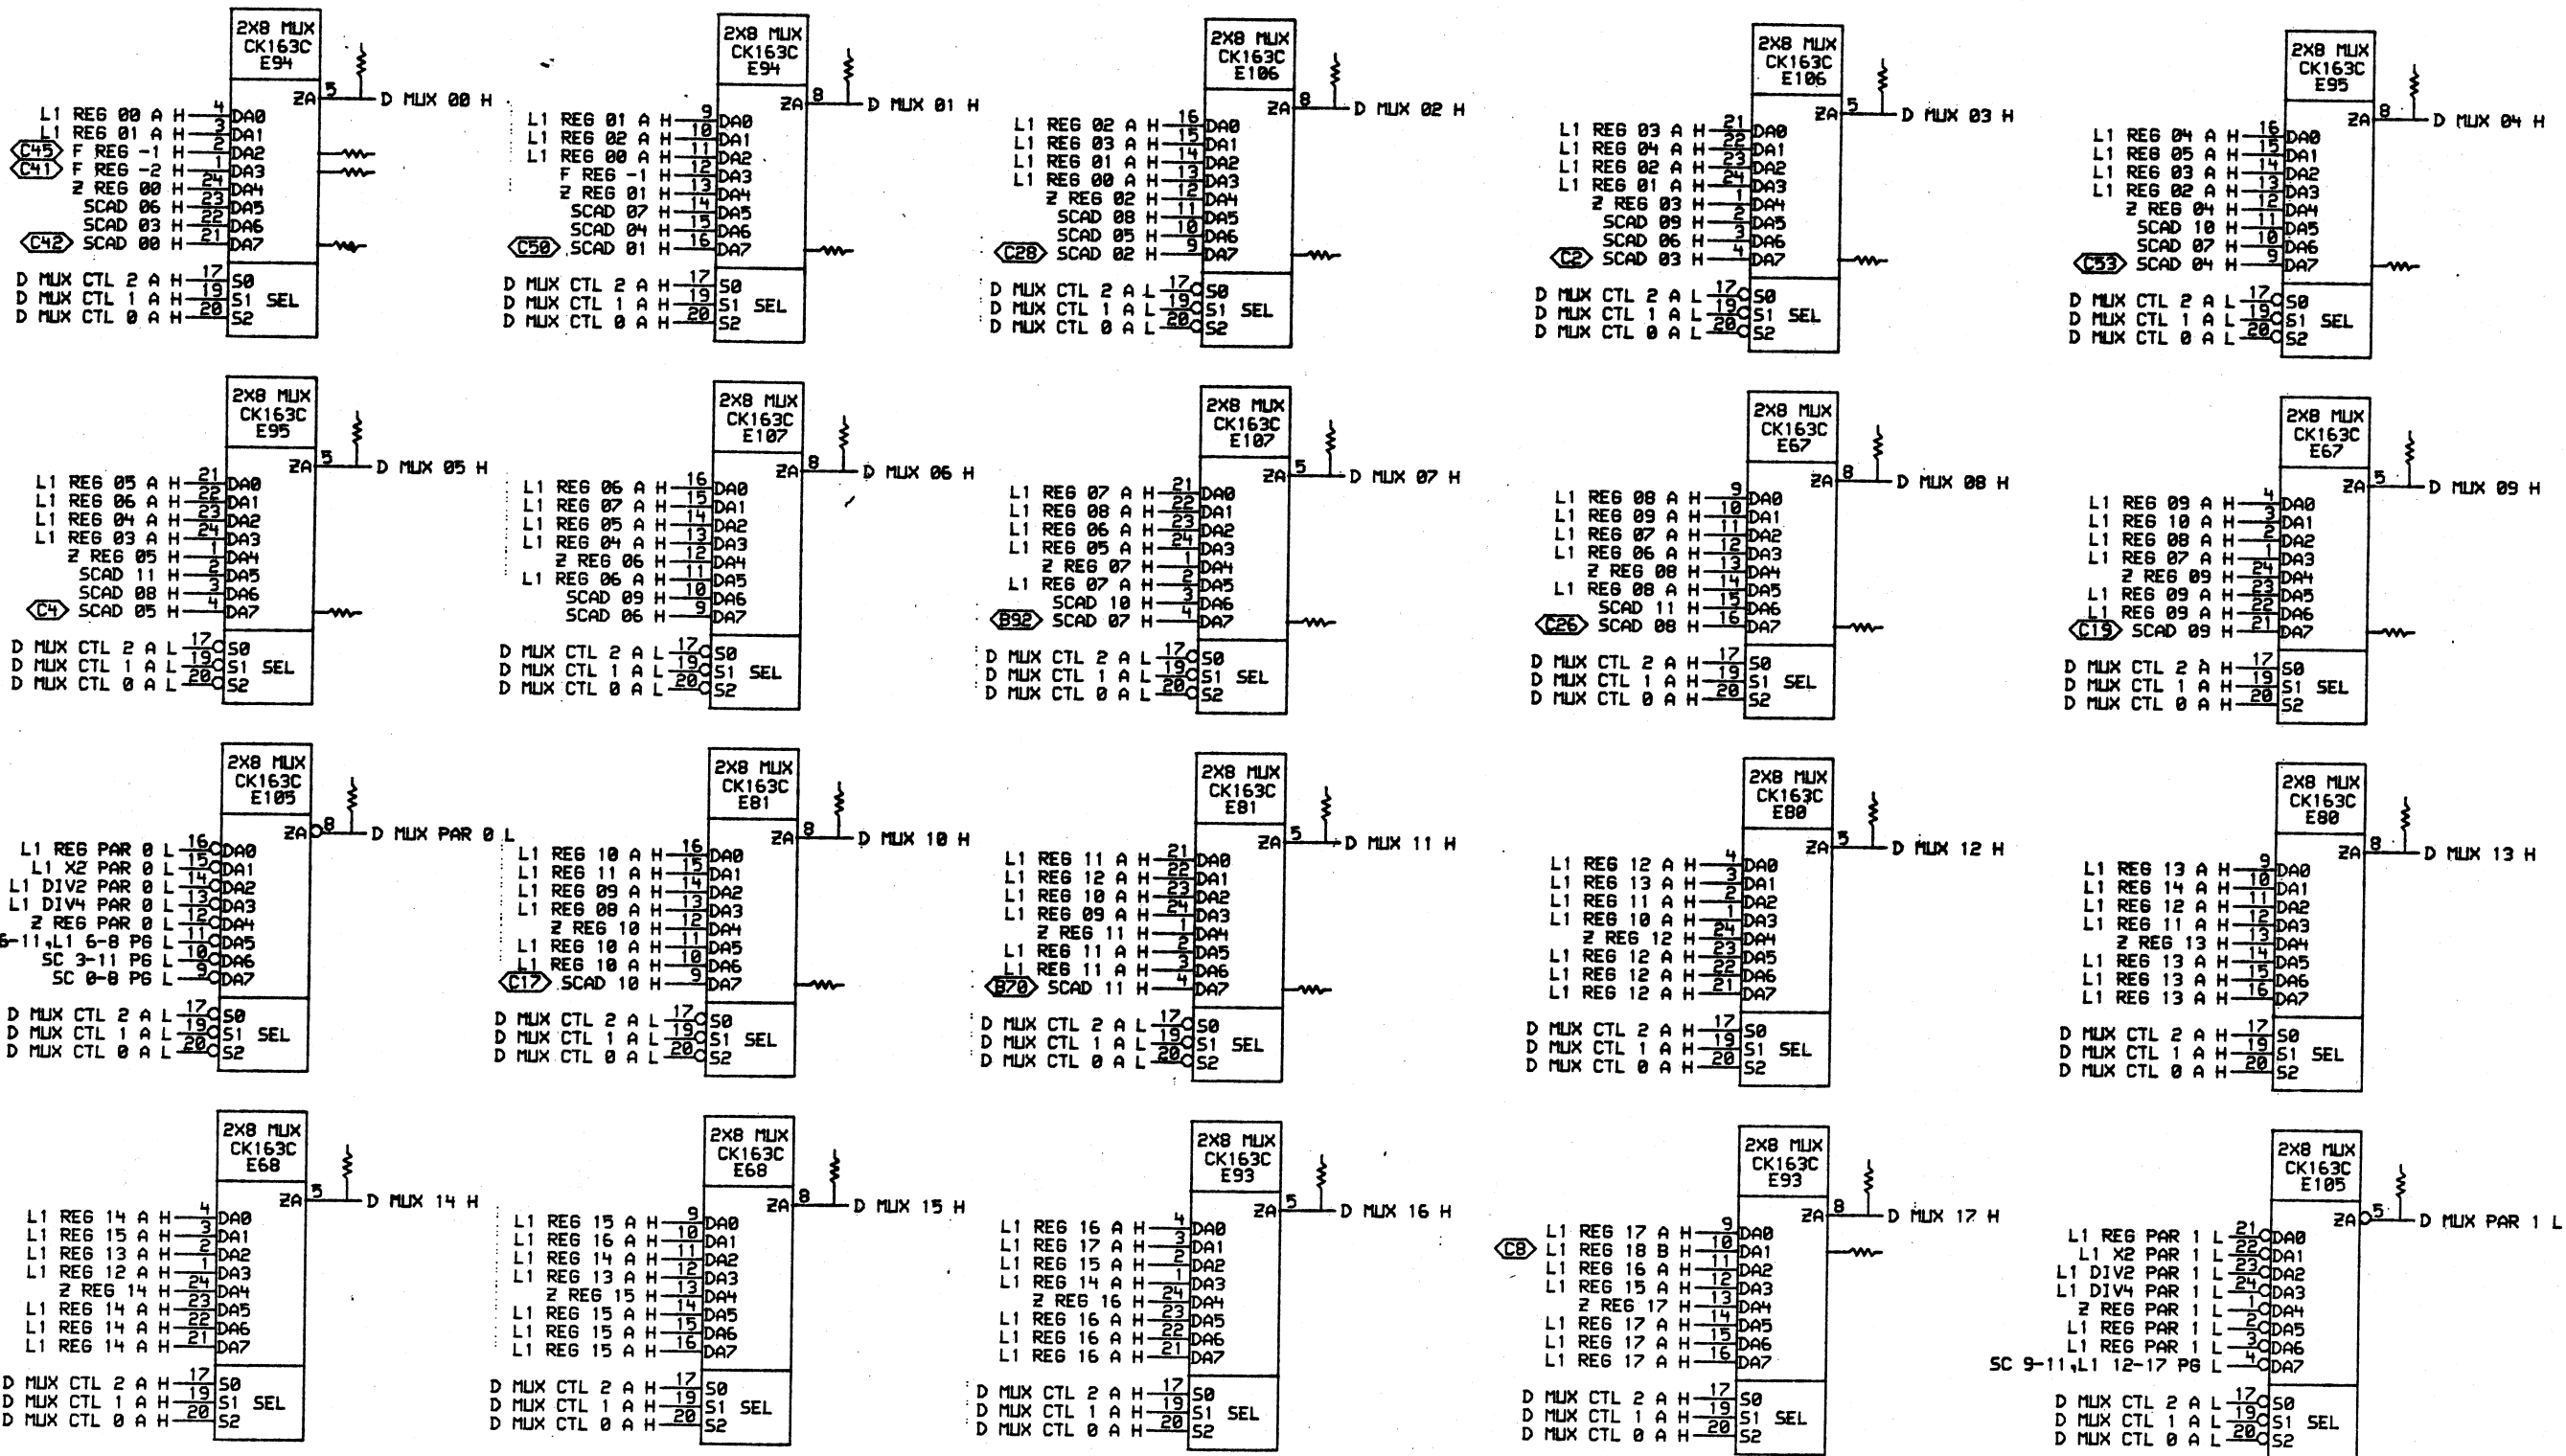 2X8 MUX
CK163C
E94
ZA 5 D MUX 00 H
L1 REG 00 A H 4 DA0
L1 REG 01 A H 3 DA1
C45 F REG -1 H 2 DA2
C41 F REG -2 H 1 DA3
Z REG 00 H 24 DA4
SCAD 06 H 23 DA5
SCAD 03 H 22 DA6
C42 SCAD 00 H 21 DA7
D MUX CTL 2 A H 17 S0
D MUX CTL 1 A H 19 S1 SEL
D MUX CTL 0 A H 20 S2
2X8 MUX
CK163C
E94
ZA 8 D MUX 01 H
L1 REG 01 A H 9 DA0
L1 REG 02 A H 10 DA1
L1 REG 00 A H 11 DA2
F REG -1 H 12 DA3
Z REG 01 H 13 DA4
SCAD 07 H 14 DA5
SCAD 04 H 15 DA6
C50 SCAD 01 H 16 DA7
D MUX CTL 2 A H 17 S0
D MUX CTL 1 A H 19 S1 SEL
D MUX CTL 0 A H 20 S2
2X8 MUX
CK163C
E106
ZA 8 D MUX 02 H
L1 REG 02 A H 16 DA0
L1 REG 03 A H 15 DA1
L1 REG 01 A H 14 DA2
L1 REG 00 A H 13 DA3
Z REG 02 H 12 DA4
SCAD 08 H 11 DA5
SCAD 05 H 10 DA6
C28 SCAD 02 H 9 DA7
D MUX CTL 2 A L 17 S0
D MUX CTL 1 A L 19 S1 SEL
D MUX CTL 0 A L 20 S2
2X8 MUX
CK163C
E106
ZA 5 D MUX 03 H
L1 REG 03 A H 21 DA0
L1 REG 04 A H 22 DA1
L1 REG 02 A H 23 DA2
L1 REG 01 A H 24 DA3
Z REG 03 H 1 DA4
SCAD 09 H 2 DA5
SCAD 06 H 3 DA6
C2 SCAD 03 H 4 DA7
D MUX CTL 2 A L 17 S0
D MUX CTL 1 A L 19 S1 SEL
D MUX CTL 0 A L 20 S2
2X8 MUX
CK163C
E95
ZA 8 D MUX 04 H
L1 REG 04 A H 16 DA0
L1 REG 05 A H 15 DA1
L1 REG 03 A H 14 DA2
L1 REG 02 A H 13 DA3
Z REG 04 H 12 DA4
SCAD 10 H 11 DA5
SCAD 07 H 10 DA6
C53 SCAD 04 H 9 DA7
D MUX CTL 2 A L 17 S0
D MUX CTL 1 A L 19 S1 SEL
D MUX CTL 0 A L 20 S2
2X8 MUX
CK163C
E95
ZA 5 D MUX 05 H
L1 REG 05 A H 21 DA0
L1 REG 06 A H 22 DA1
L1 REG 04 A H 23 DA2
L1 REG 03 A H 24 DA3
Z REG 05 H 1 DA4
SCAD 11 H 2 DA5
SCAD 08 H 3 DA6
C4 SCAD 05 H 4 DA7
D MUX CTL 2 A L 17 S0
D MUX CTL 1 A L 19 S1 SEL
D MUX CTL 0 A L 20 S2
2X8 MUX
CK163C
E107
ZA 8 D MUX 06 H
L1 REG 06 A H 16 DA0
L1 REG 07 A H 15 DA1
L1 REG 05 A H 14 DA2
L1 REG 04 A H 13 DA3
Z REG 06 H 12 DA4
L1 REG 06 A H 11 DA5
SCAD 09 H 10 DA6
SCAD 06 H 9 DA7
D MUX CTL 2 A L 17 S0
D MUX CTL 1 A L 19 S1 SEL
D MUX CTL 0 A L 20 S2
2X8 MUX
CK163C
E107
ZA 5 D MUX 07 H
L1 REG 07 A H 21 DA0
L1 REG 08 A H 22 DA1
L1 REG 06 A H 23 DA2
L1 REG 05 A H 24 DA3
Z REG 07 H 1 DA4
L1 REG 07 A H 2 DA5
SCAD 10 H 3 DA6
B92 SCAD 07 H 4 DA7
D MUX CTL 2 A L 17 S0
D MUX CTL 1 A L 19 S1 SEL
D MUX CTL 0 A L 20 S2
2X8 MUX
CK163C
E67
ZA 8 D MUX 08 H
L1 REG 08 A H 9 DA0
L1 REG 09 A H 10 DA1
L1 REG 07 A H 11 DA2
L1 REG 06 A H 12 DA3
Z REG 08 H 13 DA4
L1 REG 08 A H 14 DA5
SCAD 11 H 15 DA6
C26 SCAD 08 H 16 DA7
D MUX CTL 2 A H 17 S0
D MUX CTL 1 A H 19 S1 SEL
D MUX CTL 0 A H 20 S2
2X8 MUX
CK163C
E67
ZA 5 D MUX 09 H
L1 REG 09 A H 4 DA0
L1 REG 10 A H 3 DA1
L1 REG 08 A H 2 DA2
L1 REG 07 A H 1 DA3
Z REG 09 H 24 DA4
L1 REG 09 A H 23 DA5
L1 REG 09 A H 22 DA6
C19 SCAD 09 H 21 DA7
D MUX CTL 2 A H 17 S0
D MUX CTL 1 A H 19 S1 SEL
D MUX CTL 0 A H 20 S2
2X8 MUX
CK163C
E105
ZA 8 D MUX PAR 0 L
L1 REG PAR 0 L 16 DA0
L1 X2 PAR 0 L 15 DA1
L1 DIV2 PAR 0 L 14 DA2
L1 DIV4 PAR 0 L 13 DA3
Z REG PAR 0 L 12 DA4
6-11,L1 6-8 PG L 11 DA5
SC 3-11 PG L 10 DA6
SC 0-8 PG L 9 DA7
D MUX CTL 2 A L 17 S0
D MUX CTL 1 A L 19 S1 SEL
D MUX CTL 0 A L 20 S2
2X8 MUX
CK163C
E81
ZA 8 D MUX 10 H
L1 REG 10 A H 16 DA0
L1 REG 11 A H 15 DA1
L1 REG 09 A H 14 DA2
L1 REG 08 A H 13 DA3
Z REG 10 H 12 DA4
L1 REG 10 A H 11 DA5
L1 REG 10 A H 10 DA6
C17 SCAD 10 H 9 DA7
D MUX CTL 2 A L 17 S0
D MUX CTL 1 A L 19 S1 SEL
D MUX CTL 0 A L 20 S2
2X8 MUX
CK163C
E81
ZA 5 D MUX 11 H
L1 REG 11 A H 21 DA0
L1 REG 12 A H 22 DA1
L1 REG 10 A H 23 DA2
L1 REG 09 A H 24 DA3
Z REG 11 H 1 DA4
L1 REG 11 A H 2 DA5
L1 REG 11 A H 3 DA6
B70 SCAD 11 H 4 DA7
D MUX CTL 2 A L 17 S0
D MUX CTL 1 A L 19 S1 SEL
D MUX CTL 0 A L 20 S2
2X8 MUX
CK163C
E80
ZA 5 D MUX 12 H
L1 REG 12 A H 4 DA0
L1 REG 13 A H 3 DA1
L1 REG 11 A H 2 DA2
L1 REG 10 A H 1 DA3
Z REG 12 H 24 DA4
L1 REG 12 A H 23 DA5
L1 REG 12 A H 22 DA6
L1 REG 12 A H 21 DA7
D MUX CTL 2 A H 17 S0
D MUX CTL 1 A H 19 S1 SEL
D MUX CTL 0 A H 20 S2
2X8 MUX
CK163C
E80
ZA 8 D MUX 13 H
L1 REG 13 A H 9 DA0
L1 REG 14 A H 10 DA1
L1 REG 12 A H 11 DA2
L1 REG 11 A H 12 DA3
Z REG 13 H 13 DA4
L1 REG 13 A H 14 DA5
L1 REG 13 A H 15 DA6
L1 REG 13 A H 16 DA7
D MUX CTL 2 A H 17 S0
D MUX CTL 1 A H 19 S1 SEL
D MUX CTL 0 A H 20 S2
2X8 MUX
CK163C
E68
ZA 5 D MUX 14 H
L1 REG 14 A H 4 DA0
L1 REG 15 A H 3 DA1
L1 REG 13 A H 2 DA2
L1 REG 12 A H 1 DA3
Z REG 14 H 24 DA4
L1 REG 14 A H 23 DA5
L1 REG 14 A H 22 DA6
L1 REG 14 A H 21 DA7
D MUX CTL 2 A H 17 S0
D MUX CTL 1 A H 19 S1 SEL
D MUX CTL 0 A H 20 S2
2X8 MUX
CK163C
E68
ZA 8 D MUX 15 H
L1 REG 15 A H 9 DA0
L1 REG 16 A H 10 DA1
L1 REG 14 A H 11 DA2
L1 REG 13 A H 12 DA3
Z REG 15 H 13 DA4
L1 REG 15 A H 14 DA5
L1 REG 15 A H 15 DA6
L1 REG 15 A H 16 DA7
D MUX CTL 2 A H 17 S0
D MUX CTL 1 A H 19 S1 SEL
D MUX CTL 0 A H 20 S2
2X8 MUX
CK163C
E93
ZA 5 D MUX 16 H
L1 REG 16 A H 4 DA0
L1 REG 17 A H 3 DA1
L1 REG 15 A H 2 DA2
L1 REG 14 A H 1 DA3
Z REG 16 H 24 DA4
L1 REG 16 A H 23 DA5
L1 REG 16 A H 22 DA6
L1 REG 16 A H 21 DA7
D MUX CTL 2 A H 17 S0
D MUX CTL 1 A H 19 S1 SEL
D MUX CTL 0 A H 20 S2
2X8 MUX
CK163C
E93
ZA 8 D MUX 17 H
L1 REG 17 A H 9 DA0
C8 L1 REG 18 B H 10 DA1
L1 REG 16 A H 11 DA2
L1 REG 15 A H 12 DA3
Z REG 17 H 13 DA4
L1 REG 17 A H 14 DA5
L1 REG 17 A H 15 DA6
L1 REG 17 A H 16 DA7
D MUX CTL 2 A H 17 S0
D MUX CTL 1 A H 19 S1 SEL
D MUX CTL 0 A H 20 S2
2X8 MUX
CK163C
E105
ZA 5 D MUX PAR 1 L
L1 REG PAR 1 L 21 DA0
L1 X2 PAR 1 L 22 DA1
L1 DIV2 PAR 1 L 23 DA2
L1 DIV4 PAR 1 L 24 DA3
Z REG PAR 1 L 1 DA4
L1 REG PAR 1 L 2 DA5
L1 REG PAR 1 L 3 DA6
SC 9-11,L1 12-17 PG L 4 DA7
D MUX CTL 2 A L 17 S0
D MUX CTL 1 A L 19 S1 SEL
D MUX CTL 0 A L 20 S2